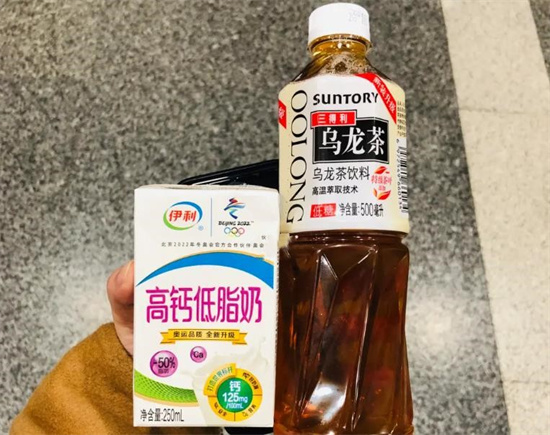 SUNTORY
OOLONG
三得利
乌龙茶
乌龙茶饮料
高温萃取技术
低糖
净含量:500毫升
伊利
BEIJING 2022
北京2022年冬奥会官方合作伙伴
高钙低脂奶
奥运品质 全新升级
-50%
Ca
钙
125mg
/100mL
净含量:250mL